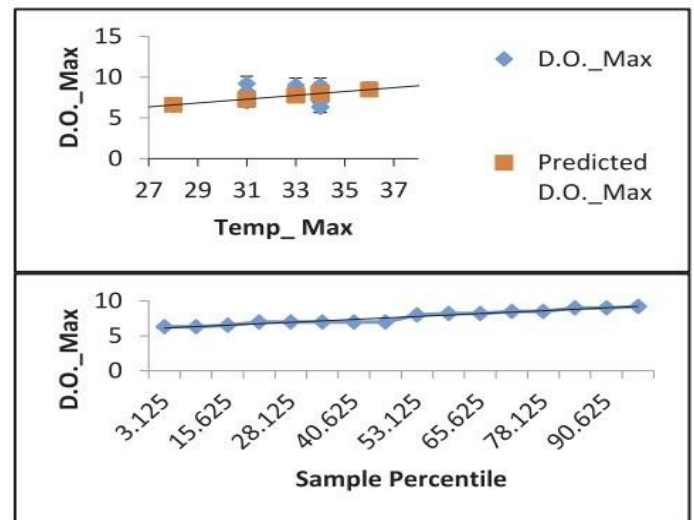 15
10
5
0
D.O._Max
27 29 31 33 35 37
Temp_ Max
D.O._Max
Predicted
D.O._Max
10
5
0
D.O._Max
3.125 15.625 28.125 40.625 53.125 65.625 78.125 90.625
Sample Percentile